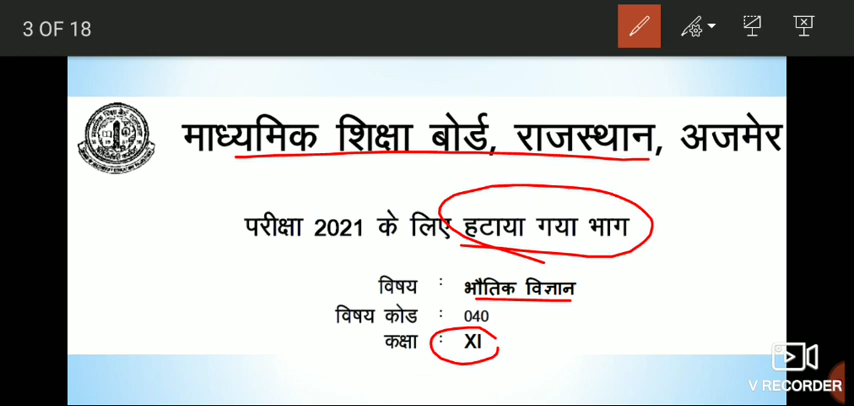 3 OF 18
माध्यमिक शिक्षा बोर्ड, राजस्थान, अजमेर
परीक्षा 2021 के लिए हटाया गया भाग
विषय : भौतिक विज्ञान
विषय कोड : 040
कक्षा : XI
V RECORDER